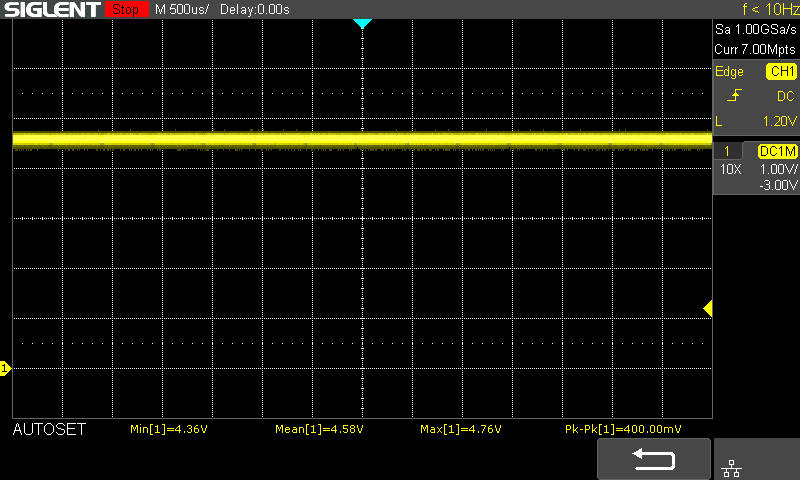 SIGLENT Stop M 500us/ Delay:0.00s f < 10Hz
Sa 1.00GSa/s
Curr 7.00Mpts
Edge CH1
DC
L 1.20V
1 DC1M
10X 1.00V/
-3.00V
1
AUTOSET Min[1]=4.36V Mean[1]=4.58V Max[1]=4.76V Pk-Pk[1]=400.00mV